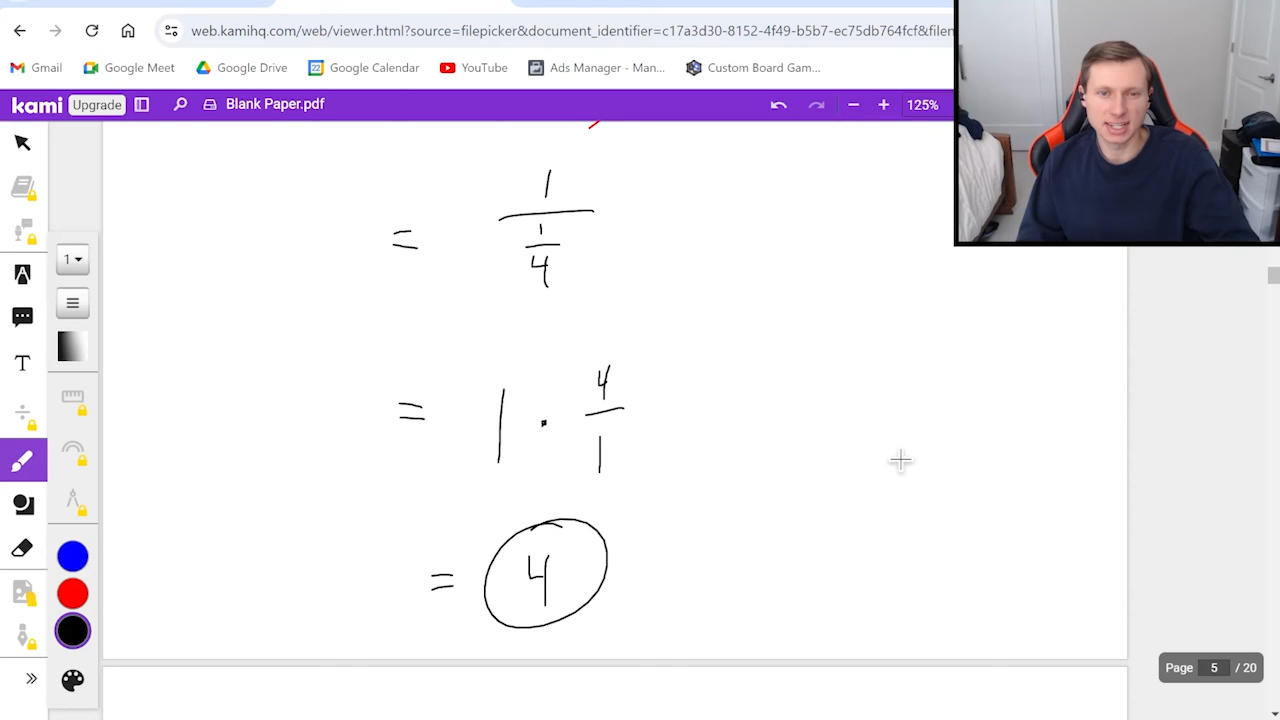 web.kamihq.com/web/viewer.html?source=filepicker&document_identifier=c17a3d30-8152-4f49-b5b7-ec75db764fcf&filen
Gmail Google Meet Google Drive 22 Google Calendar YouTube Ads Manager - Man... Custom Board Gam...
kami Upgrade Blank Paper.pdf 125%
A
T
1
= 1 / (1/4)
= 1 · 4/1
= 4
Page 5 / 20